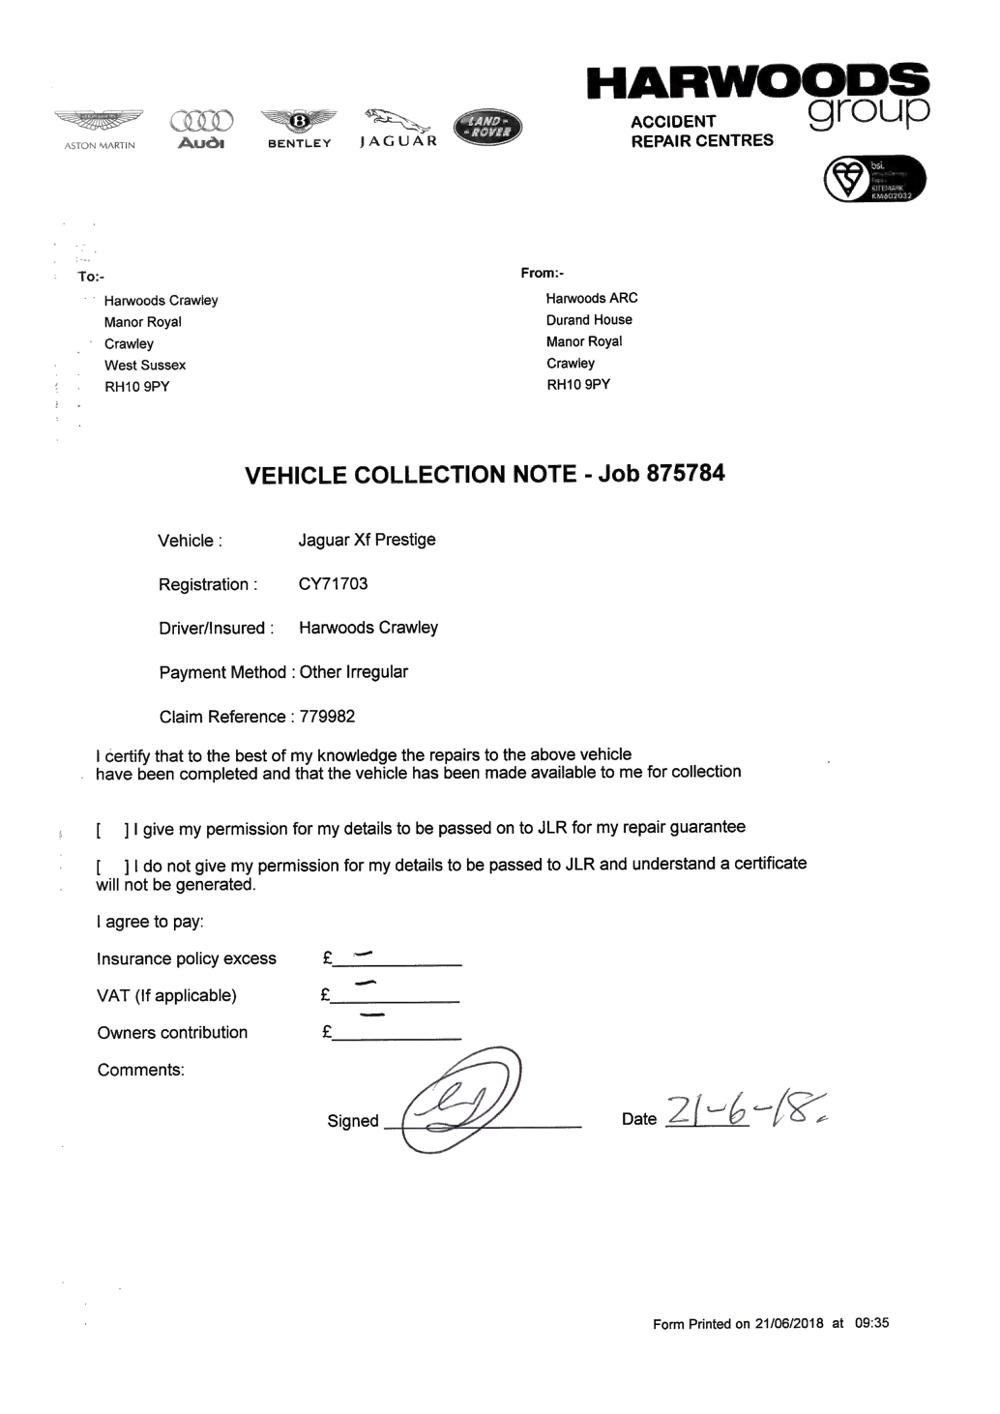 HARWOODS
group
ACCIDENT
REPAIR CENTRES
ASTON MARTIN
Audi
BENTLEY
JAGUAR
LAND-
-ROVER
bsi.
KITEMARK
KM602032
To:-
Harwoods Crawley
Manor Royal
Crawley
West Sussex
RH10 9PY
From:-
Harwoods ARC
Durand House
Manor Royal
Crawley
RH10 9PY
VEHICLE COLLECTION NOTE - Job 875784
Vehicle : Jaguar Xf Prestige
Registration : CY71703
Driver/Insured : Harwoods Crawley
Payment Method : Other Irregular
Claim Reference : 779982
I certify that to the best of my knowledge the repairs to the above vehicle
have been completed and that the vehicle has been made available to me for collection
[ ] I give my permission for my details to be passed on to JLR for my repair guarantee
[ ] I do not give my permission for my details to be passed to JLR and understand a certificate
will not be generated.
I agree to pay:
Insurance policy excess £ –
VAT (If applicable) £ –
Owners contribution £ –
Comments:
Signed Date 21-6-18.
Form Printed on 21/06/2018 at 09:35